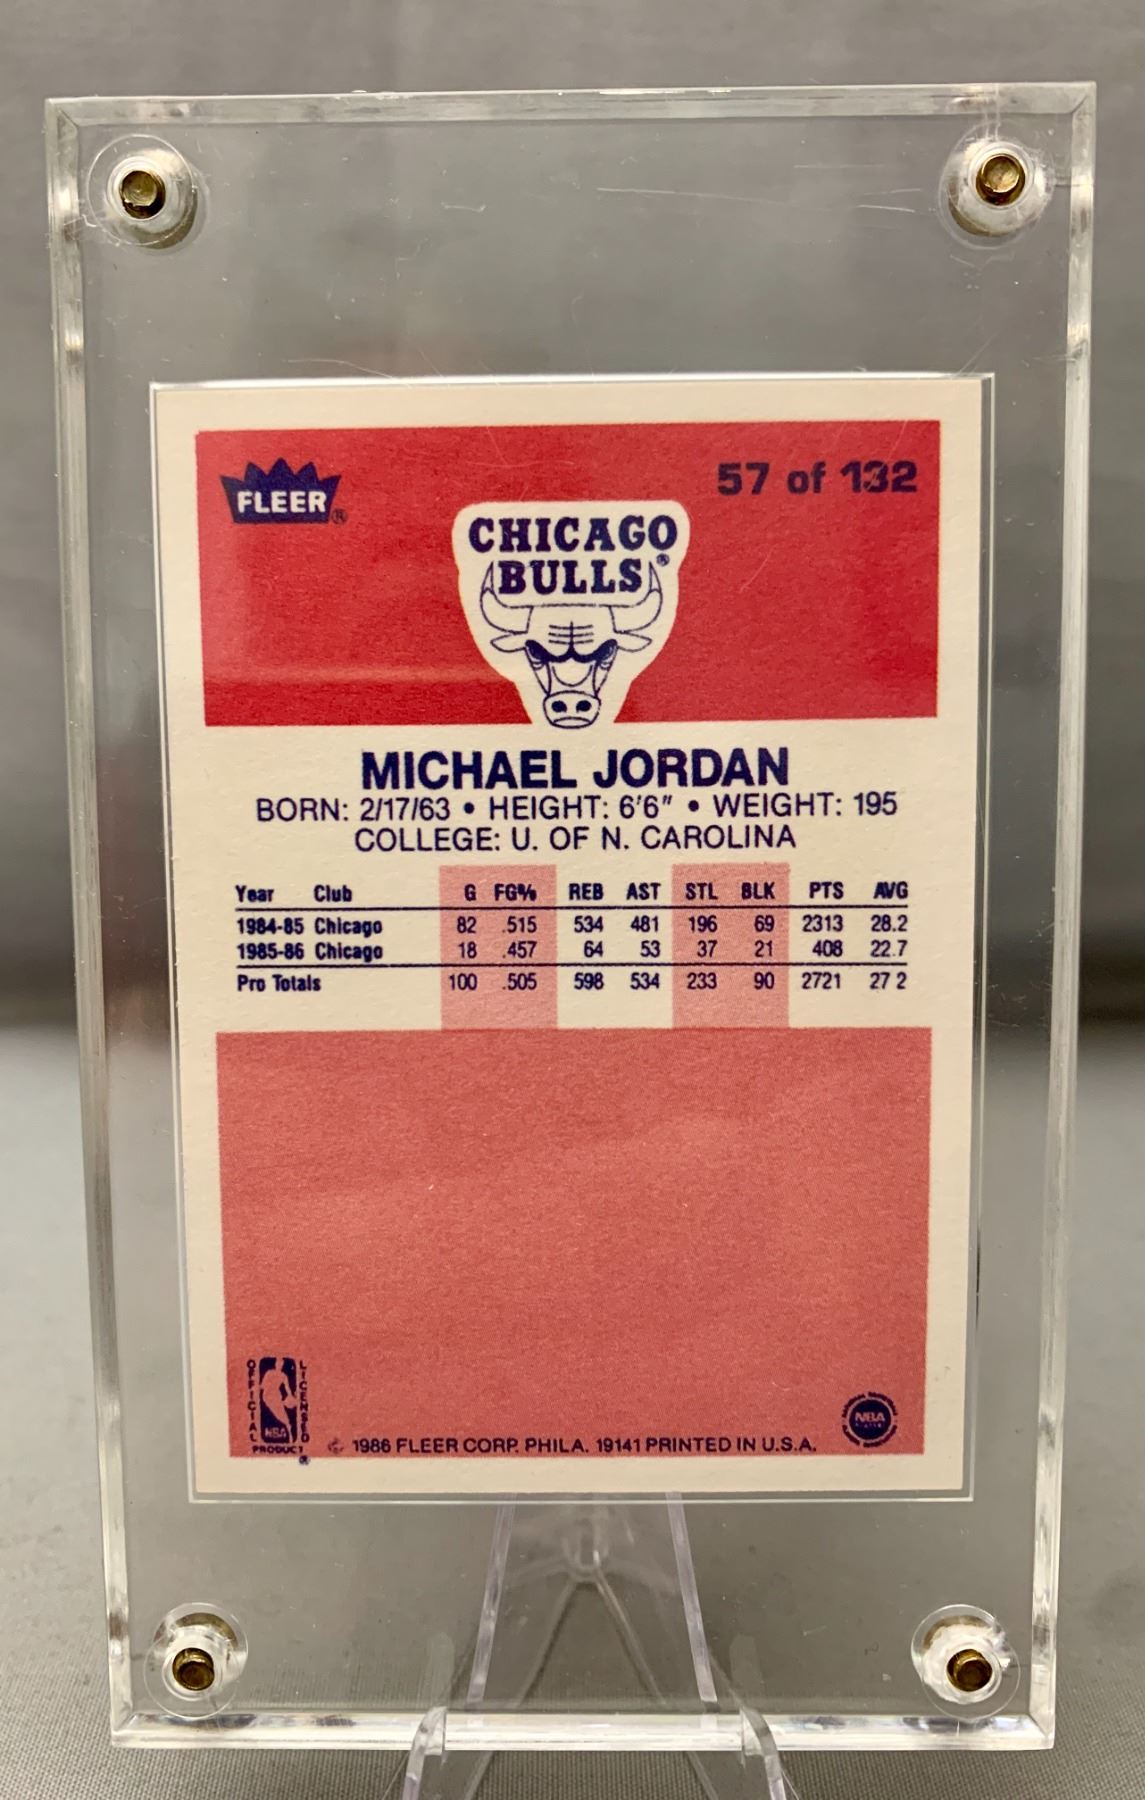 FLEER®
57 of 132
CHICAGO
BULLS®
MICHAEL JORDAN
BORN: 2/17/63 • HEIGHT: 6'6" • WEIGHT: 195
COLLEGE: U. OF N. CAROLINA
Year Club G FG% REB AST STL BLK PTS AVG
1984-85 Chicago 82 .515 534 481 196 69 2313 28.2
1985-86 Chicago 18 .457 64 53 37 21 408 22.7
Pro Totals 100 .505 598 534 233 90 2721 27 2
OFFICIAL
NBA
LICENSED
PRODUCT
®
© 1986 FLEER CORP. PHILA. 19141 PRINTED IN U.S.A.
NBA